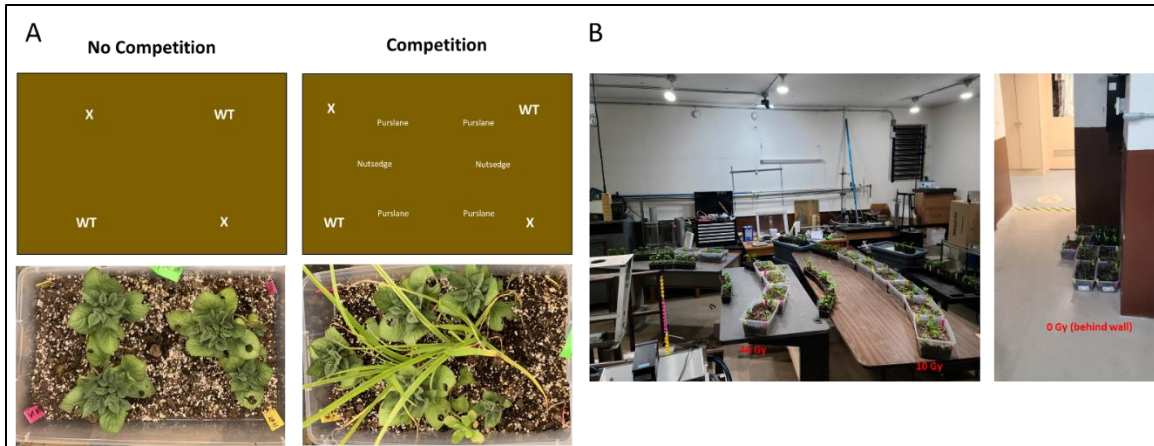 A
No Competition
Competition
X
WT
WT
X
X
WT
Purslane
Purslane
Nutsedge
Nutsedge
Purslane
Purslane
WT
X
B
10 Gy
0 Gy (behind wall)